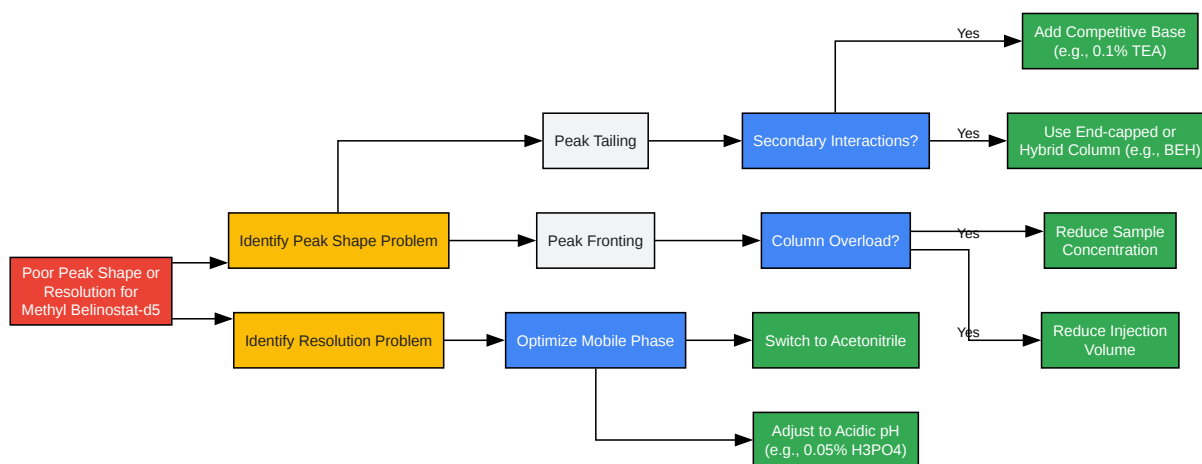 Add Competitive Base
(e.g., 0.1% TEA)
Yes
Peak Tailing
Secondary Interactions?
Yes
Use End-capped or
Hybrid Column (e.g., BEH)
Identify Peak Shape Problem
Peak Fronting
Column Overload?
Yes
Reduce Sample
Concentration
Poor Peak Shape or
Resolution for
Methyl Belinostat-d5
Identify Resolution Problem
Optimize Mobile Phase
Switch to Acetonitrile
Yes
Reduce Injection
Volume
Adjust to Acidic pH
(e.g., 0.05% H3PO4)